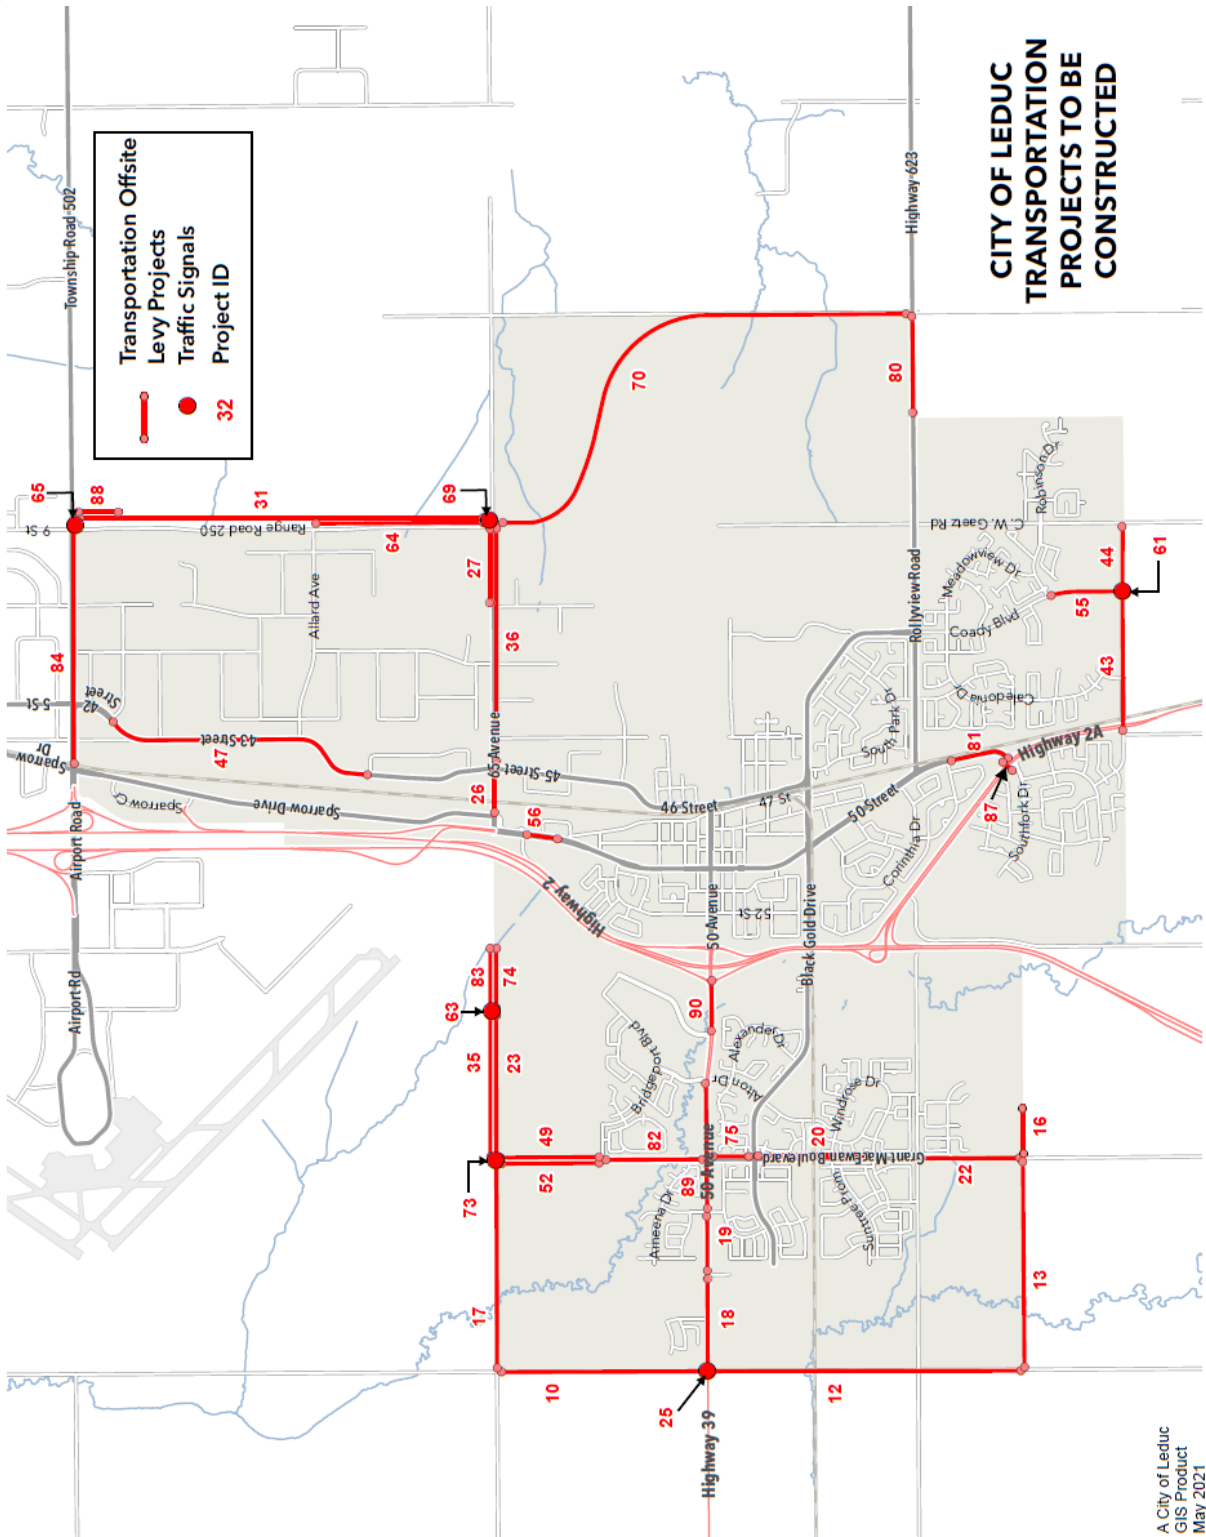 CITY OF LEDUC
TRANSPORTATION
PROJECTS TO BE
CONSTRUCTED
Transportation Offsite
Levy Projects
Traffic Signals
32
Project ID
Township Road 502
Highway 623
65
88
31
69
9 St
Range Road 250
64
27
36
70
80
84
Allard Ave
5 St
42
Street
43 Street
47
Sparrow
Dr
Sparrow Cr
Sparrow Drive
Airport Road
Airport Rd
65 Avenue
45 Street
26
56
46 Street
47 St
50 Street
Rollyview Road
C.W. Gaetz Rd
Robinson Dr
Meadowview Dr
Coady Blvd
Caledonia Dr
South Park Dr
44
61
55
43
81
Highway 2A
87
Southfork Dr
Corinthia Dr
Highway 2
52 St
50 Avenue
Black Gold Drive
83
74
63
35
23
90
Bridgeport Blvd
Alexander Dr
Alton Dr
49
82
75
20
Windrose Dr
16
73
52
89
50 Avenue
Grant MacEwan Boulevard
22
Ameena Dr
19
Suntree Prom
17
18
13
10
25
12
Highway 39
A City of Leduc
GIS Product
May 2021